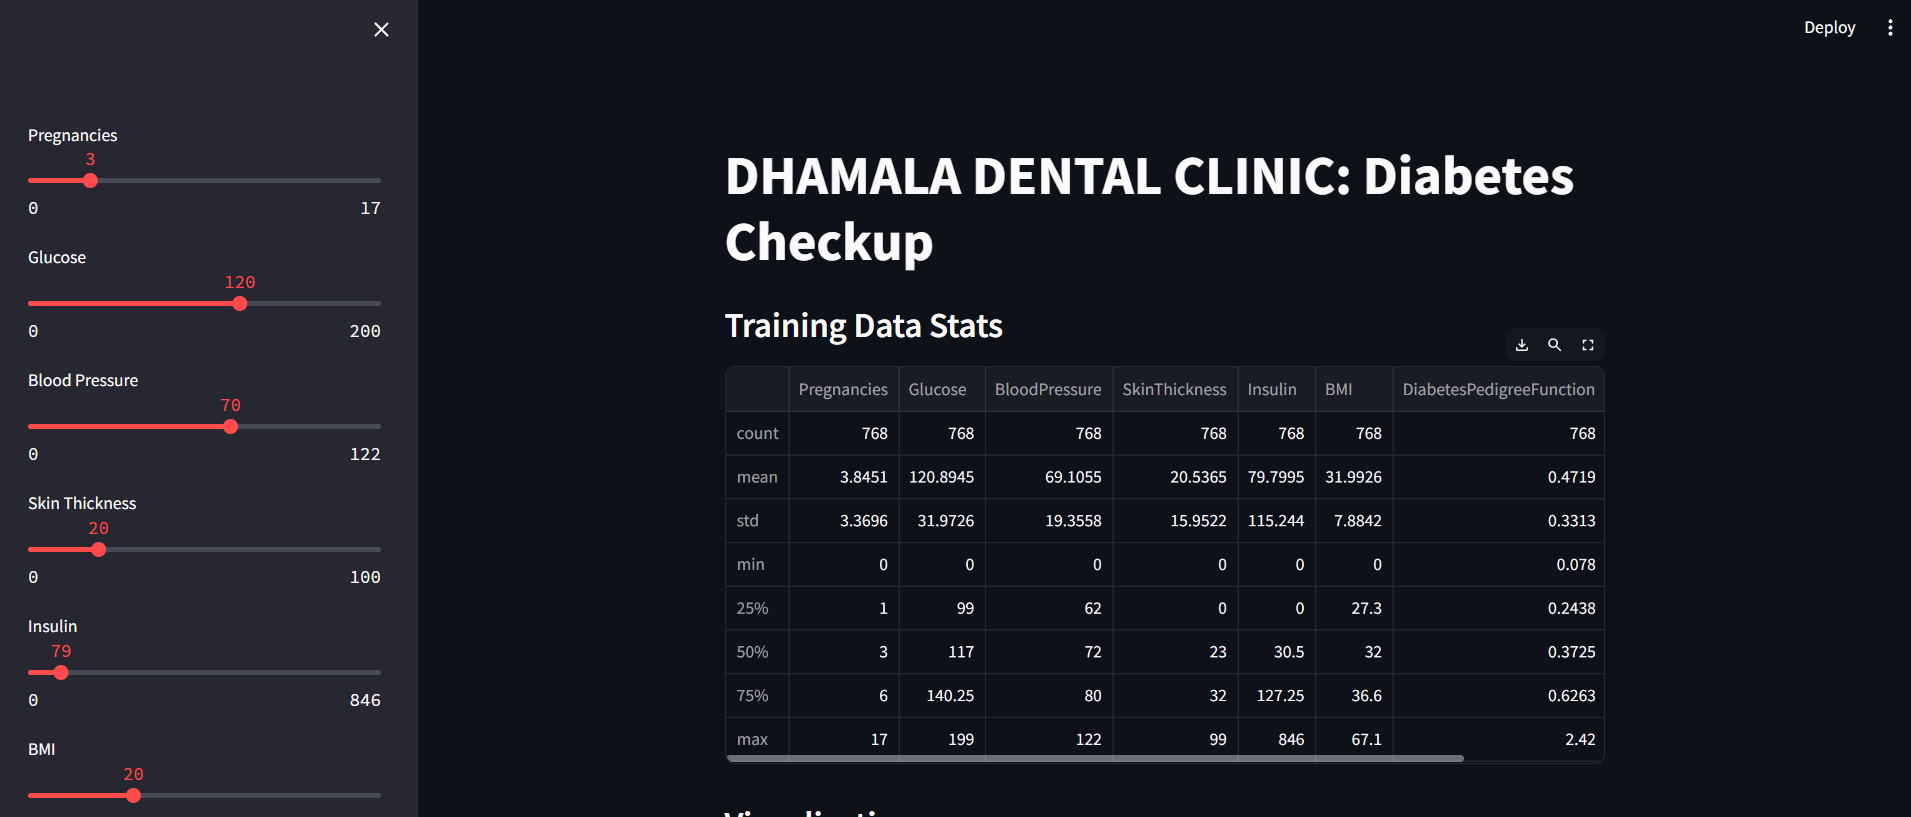 Deploy
Pregnancies
3
0 17
Glucose
120
0 200
Blood Pressure
70
0 122
Skin Thickness
20
0 100
Insulin
79
0 846
BMI
20
DHAMALA DENTAL CLINIC: Diabetes
Checkup
Training Data Stats
Pregnancies Glucose BloodPressure SkinThickness Insulin BMI DiabetesPedigreeFunction
count 768 768 768 768 768 768 768
mean 3.8451 120.8945 69.1055 20.5365 79.7995 31.9926 0.4719
std 3.3696 31.9726 19.3558 15.9522 115.244 7.8842 0.3313
min 0 0 0 0 0 0 0.078
25% 1 99 62 0 0 27.3 0.2438
50% 3 117 72 23 30.5 32 0.3725
75% 6 140.25 80 32 127.25 36.6 0.6263
max 17 199 122 99 846 67.1 2.42